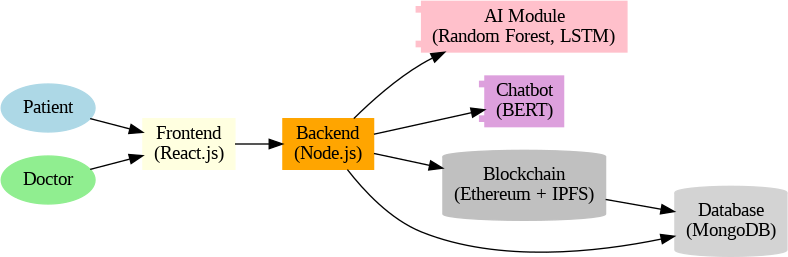 AI Module
(Random Forest, LSTM)
Chatbot
(BERT)
Patient
Frontend
(React.js)
Backend
(Node.js)
Doctor
Blockchain
(Ethereum + IPFS)
Database
(MongoDB)